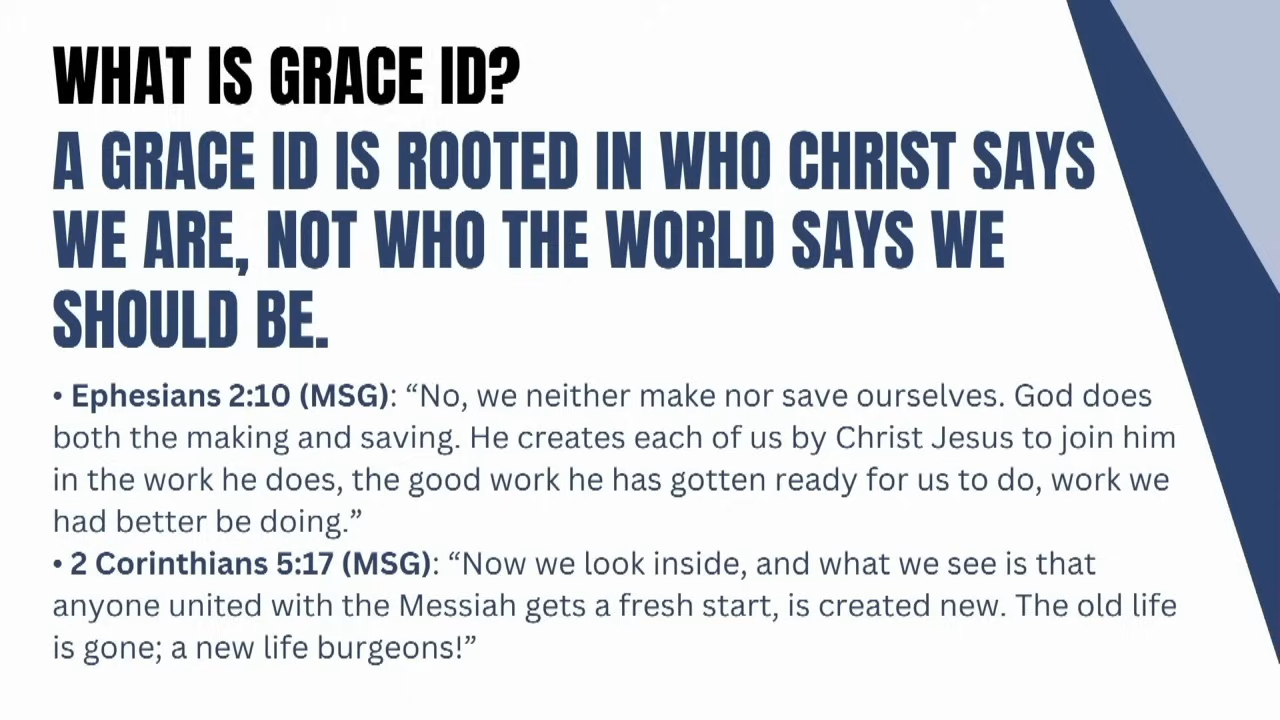 WHAT IS GRACE ID?
A GRACE ID IS ROOTED IN WHO CHRIST SAYS
WE ARE, NOT WHO THE WORLD SAYS WE
SHOULD BE.
• Ephesians 2:10 (MSG): “No, we neither make nor save ourselves. God does
both the making and saving. He creates each of us by Christ Jesus to join him
in the work he does, the good work he has gotten ready for us to do, work we
had better be doing.”
• 2 Corinthians 5:17 (MSG): “Now we look inside, and what we see is that
anyone united with the Messiah gets a fresh start, is created new. The old life
is gone; a new life burgeons!”